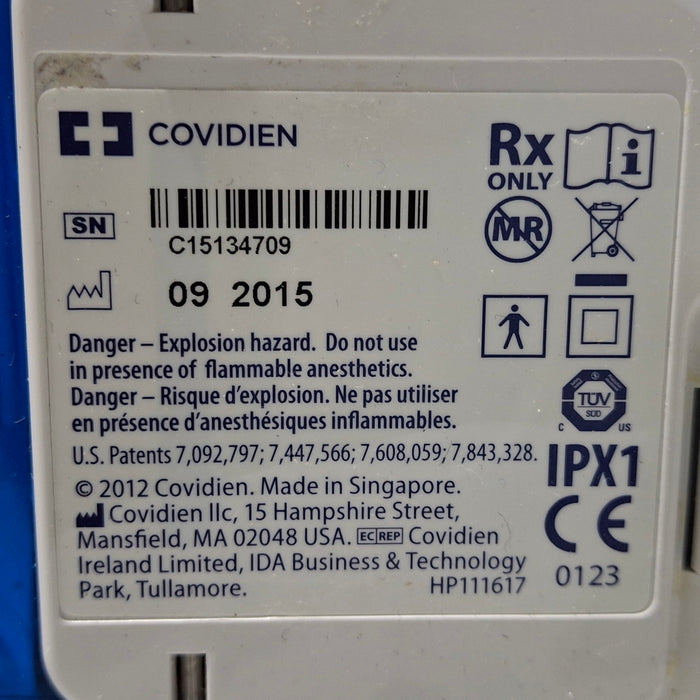 COVIDIEN
Rx
ONLY
i
SN
C15134709
MR
09 2015
Danger – Explosion hazard. Do not use
in presence of flammable anesthetics.
Danger – Risque d'explosion. Ne pas utiliser
en présence d'anesthésiques inflammables.
TÜV
SÜD
C US
U.S. Patents 7,092,797; 7,447,566; 7,608,059; 7,843,328.
IPX1
© 2012 Covidien. Made in Singapore.
Covidien llc, 15 Hampshire Street,
Mansfield, MA 02048 USA. EC REP Covidien
Ireland Limited, IDA Business & Technology
Park, Tullamore.
HP111617
CE
0123